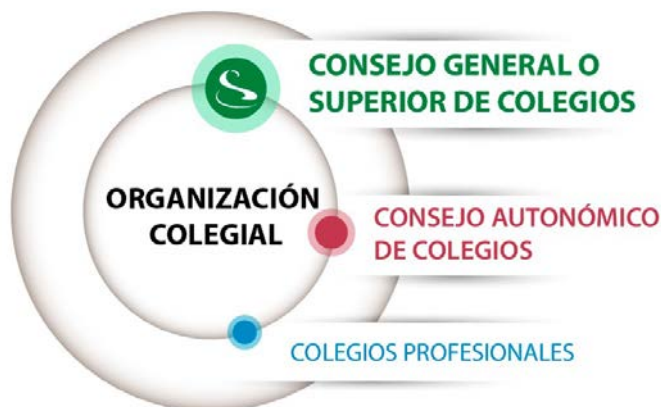 CONSEJO GENERAL O
SUPERIOR DE COLEGIOS
ORGANIZACIÓN
COLEGIAL
CONSEJO AUTONÓMICO
DE COLEGIOS
COLEGIOS PROFESIONALES